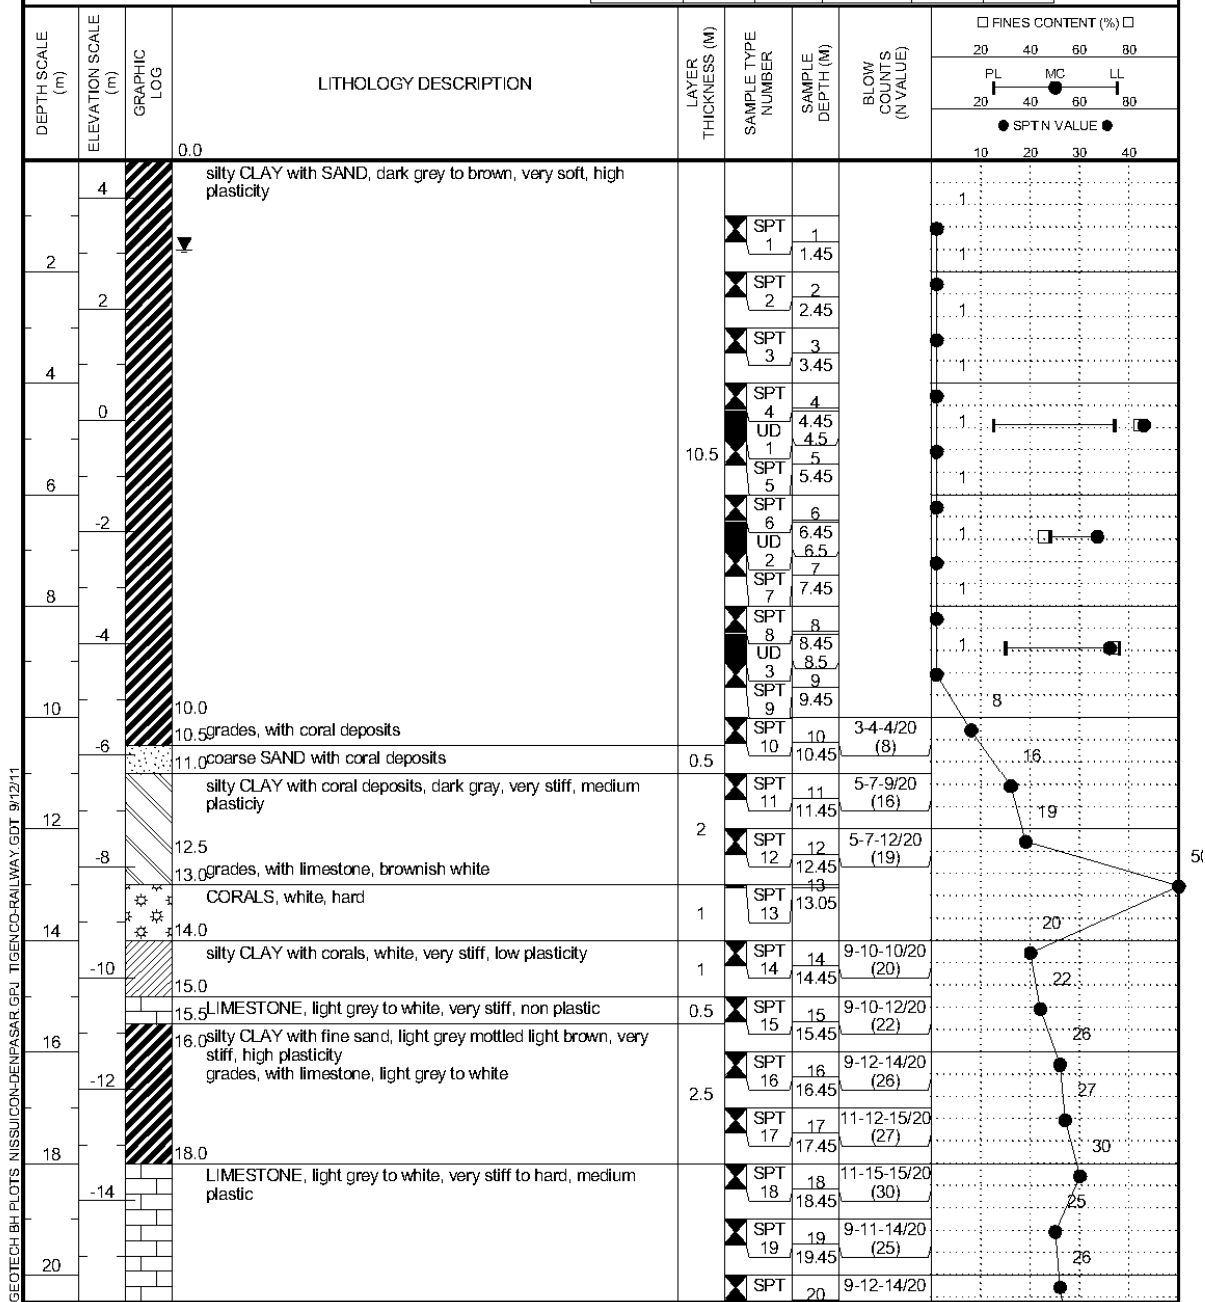 □ FINES CONTENT (%) □
20 40 60 80
PL MC LL
20 40 60 80
● SPT N VALUE ●
10 20 30 40
DEPTH SCALE (m)
ELEVATION SCALE (m)
GRAPHIC LOG
LITHOLOGY DESCRIPTION
LAYER THICKNESS (M)
SAMPLE TYPE NUMBER
SAMPLE DEPTH (M)
BLOW COUNTS (N VALUE)
0.0
silty CLAY with SAND, dark grey to brown, very soft, high
plasticity
4
1
SPT 1
1
1.45
2
1
SPT 2
2
2.45
2
1
SPT 3
3
3.45
1
4
SPT 4
4
4.45
0
UD 1
4.5
1
10.5
SPT 5
5
5.45
1
6
SPT 6
6
6.45
-2
UD 2
6.5
1
SPT 7
7
7.45
1
8
SPT 8
8
8.45
-4
UD 3
8.5
1
SPT 9
9
9.45
8
10
10.0
10.5 grades, with coral deposits
SPT 10
10
10.45
3-4-4/20
(8)
-6
11.0 coarse SAND with coral deposits
0.5
16
silty CLAY with coral deposits, dark gray, very stiff, medium
plasticiy
SPT 11
11
11.45
5-7-9/20
(16)
19
12
2
12.5
SPT 12
12
12.45
5-7-12/20
(19)
50
-8
13.0 grades, with limestone, brownish white
CORALS, white, hard
1
SPT 13
13
13.05
20
14
14.0
silty CLAY with corals, white, very stiff, low plasticity
1
SPT 14
14
14.45
9-10-10/20
(20)
22
-10
15.0
15.5 LIMESTONE, light grey to white, very stiff, non plastic
0.5
SPT 15
15
15.45
9-10-12/20
(22)
26
16
16.0 silty CLAY with fine sand, light grey mottled light brown, very
stiff, high plasticity
grades, with limestone, light grey to white
2.5
SPT 16
16
16.45
9-12-14/20
(26)
27
-12
SPT 17
17
17.45
11-12-15/20
(27)
30
18
18.0
LIMESTONE, light grey to white, very stiff to hard, medium
plastic
SPT 18
18
18.45
11-15-15/20
(30)
25
-14
SPT 19
19
19.45
9-11-14/20
(25)
26
20
SPT
20
9-12-14/20
GEOTECH BH PLOTS NISSUICON-DENPASAR.GPJ TIGENCO-RAILWAY.GDT 9/12/11